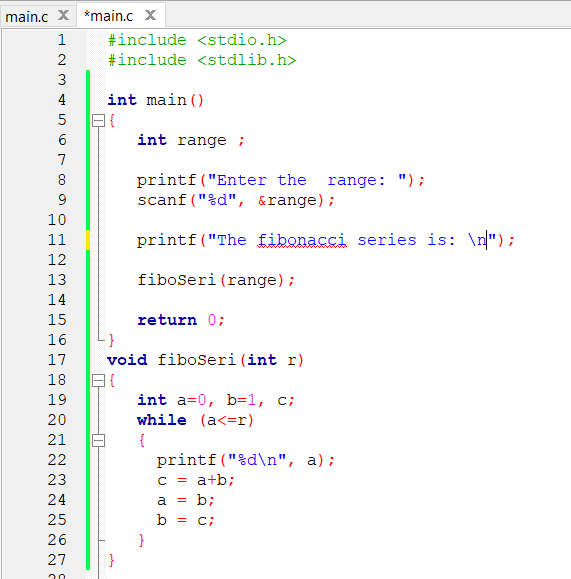 main.c X *main.c X
1 #include <stdio.h>
2 #include <stdlib.h>
3
4 int main()
5 {
6 int range ;
7
8 printf("Enter the  range: ");
9 scanf("%d", &range);
10
11 printf("The fibonacci series is: \n");
12
13 fiboSeri(range);
14
15 return 0;
16 }
17 void fiboSeri(int r)
18 {
19 int a=0, b=1, c;
20 while (a<=r)
21 {
22 printf("%d\n", a);
23 c = a+b;
24 a = b;
25 b = c;
26 }
27 }
28